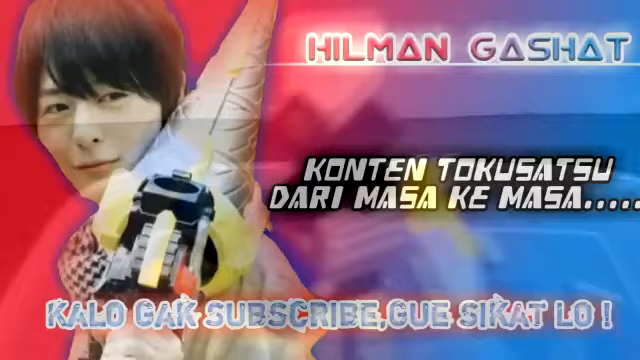 HILMAN GASHAT
KONTEN TOKUSATSU
DARI MASA KE MASA.....
KALO GAK SUBSCRIBE,GUE SIKAT LO !